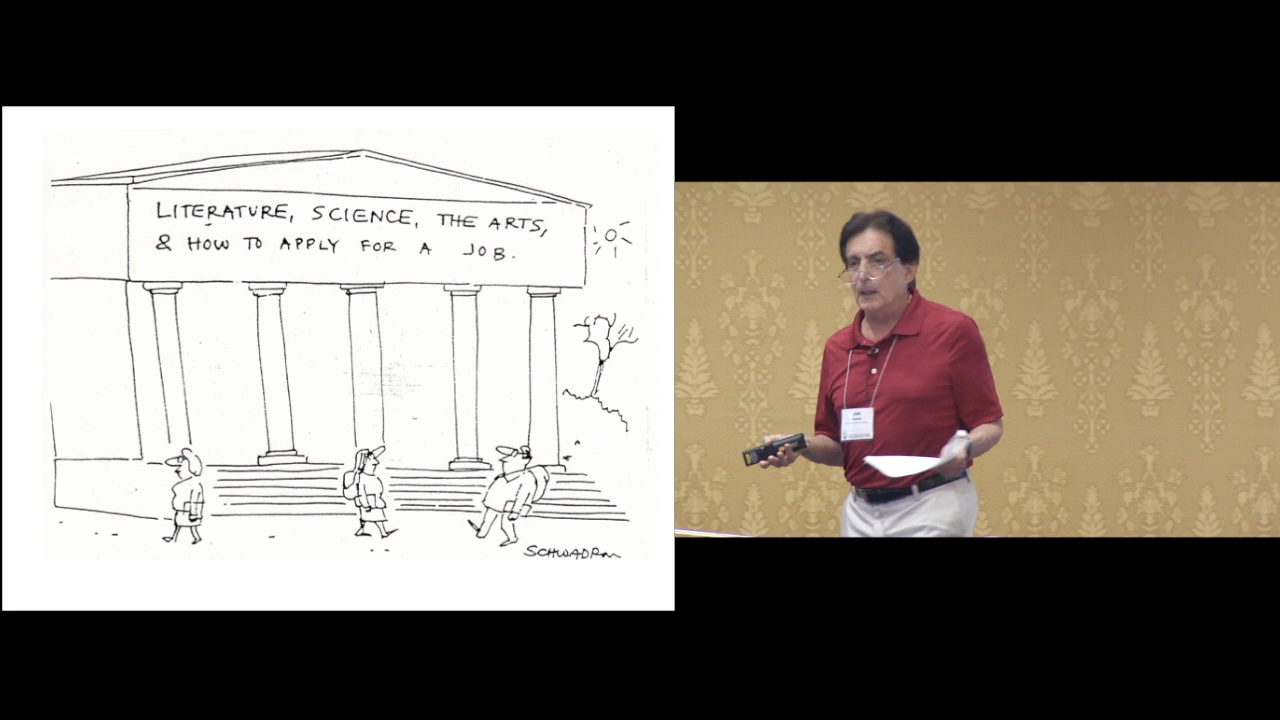 LITERATURE, SCIENCE, THE ARTS,
& HOW TO APPLY FOR A JOB.
SCHWADRON